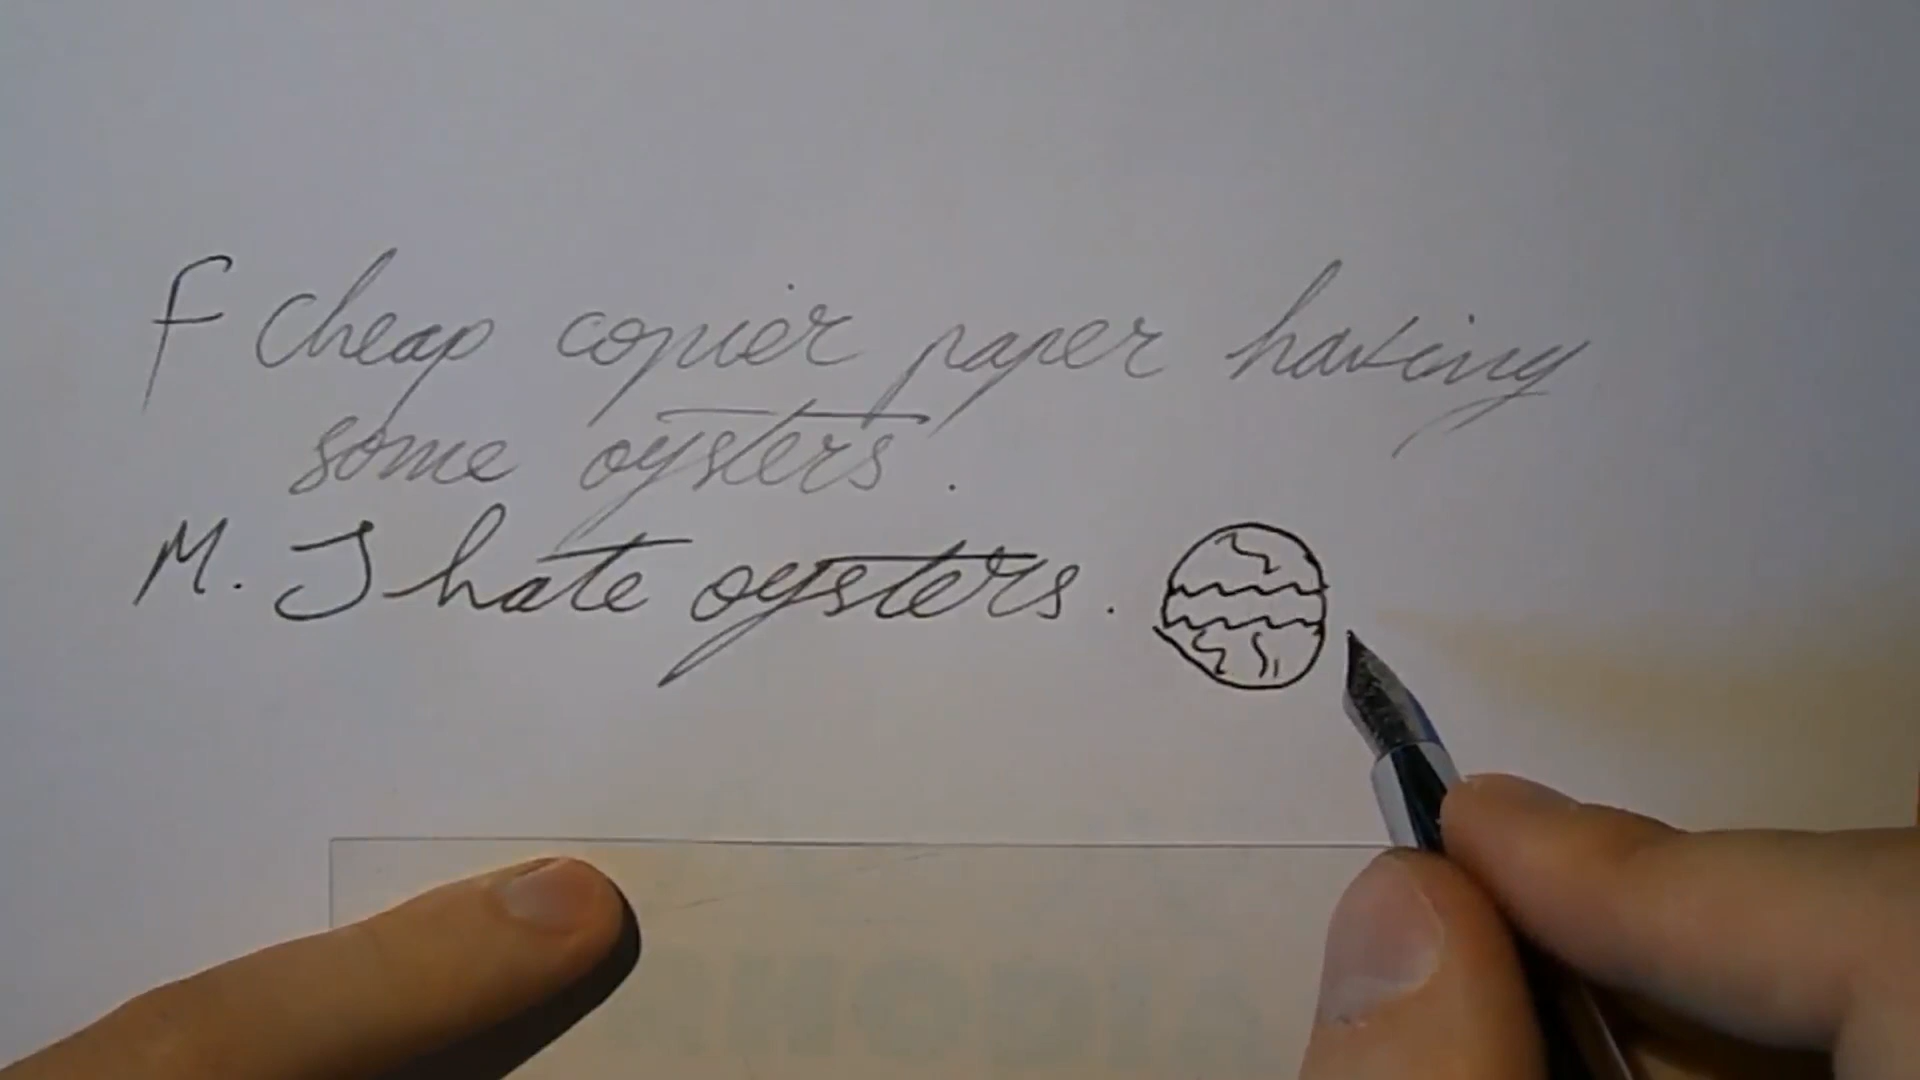 F Cheap copier paper having
some oysters.
M. I hate oysters.